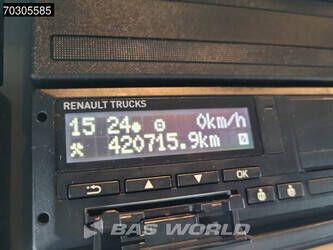 70305585
RENAULT TRUCKS
15 24 0km/h
420715.9km
OK
BAS WORLD